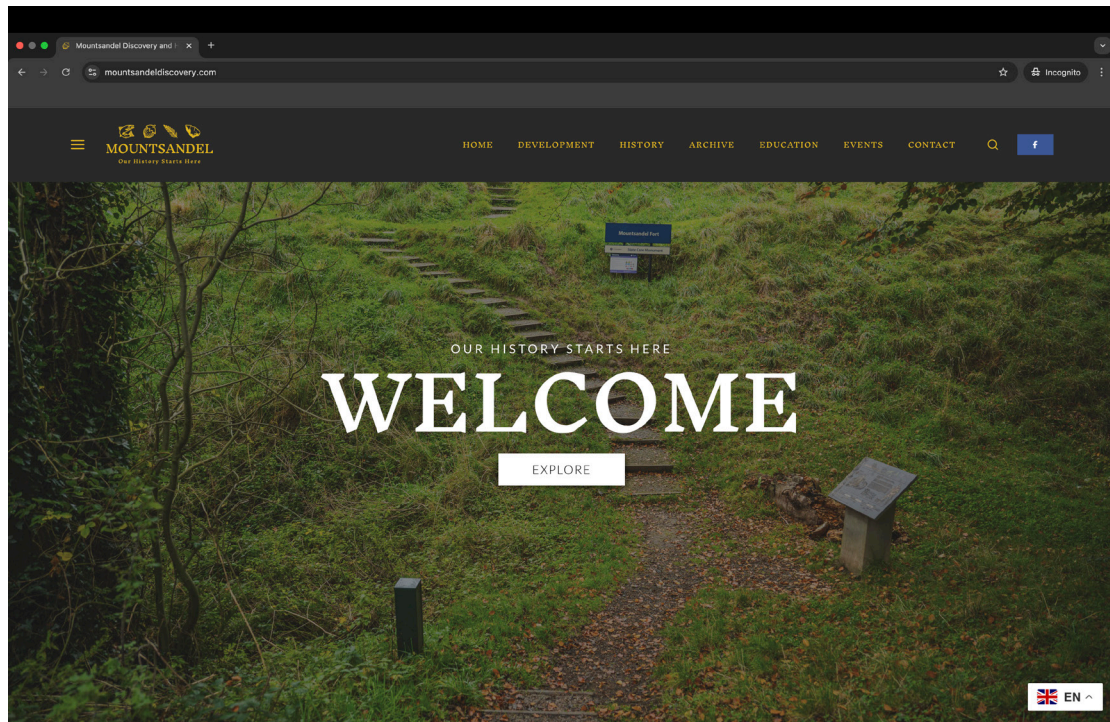 Mountsandel Discovery and H
mountsandeldiscovery.com
Incognito
MOUNTSANDEL
Our History Starts Here
HOME DEVELOPMENT HISTORY ARCHIVE EDUCATION EVENTS CONTACT
f
Mountsandel Fort
OUR HISTORY STARTS HERE
WELCOME
EXPLORE
EN